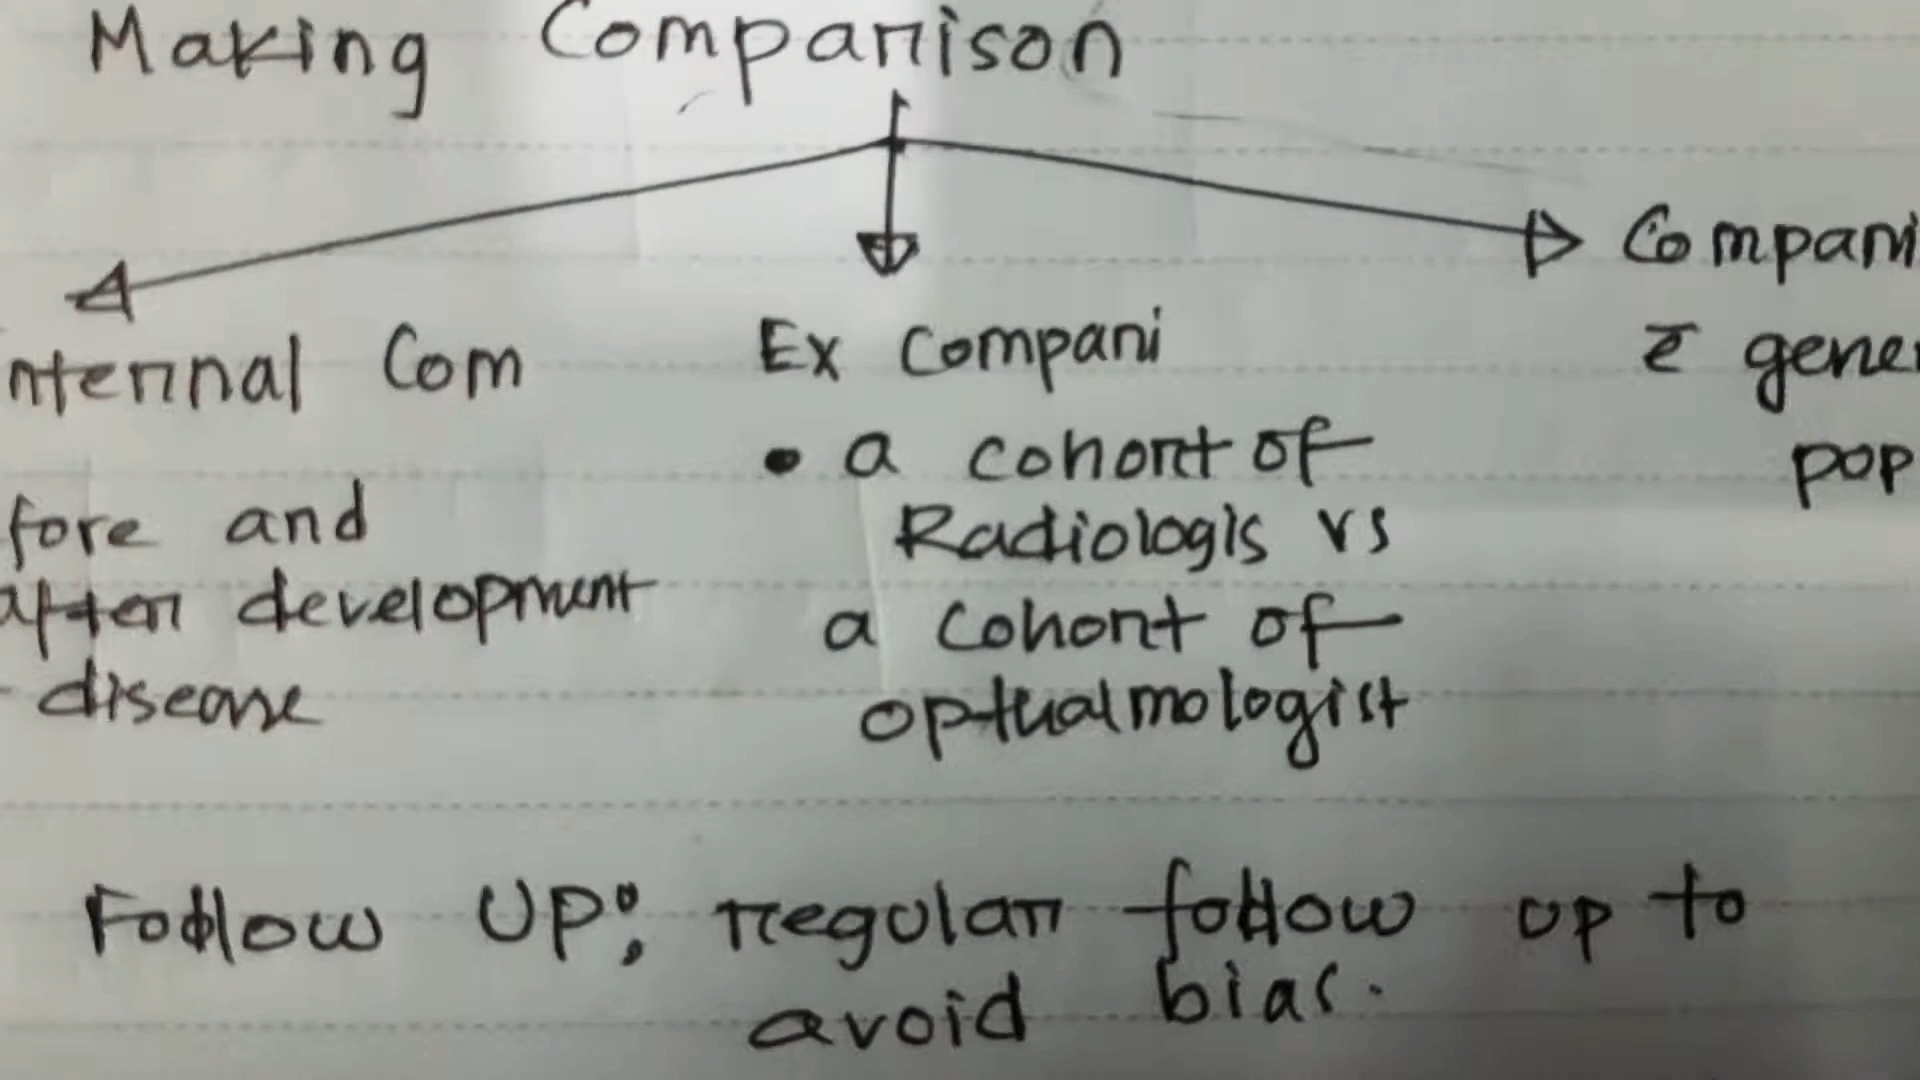 Making Comparison
nternal Com
fore and
after development
disease
Ex Compari
• a cohort of
Radiologis vs
a cohort of
opthalmologist
Compari
c̄ gener
pop
Follow UP; regular follow up to
avoid bias.